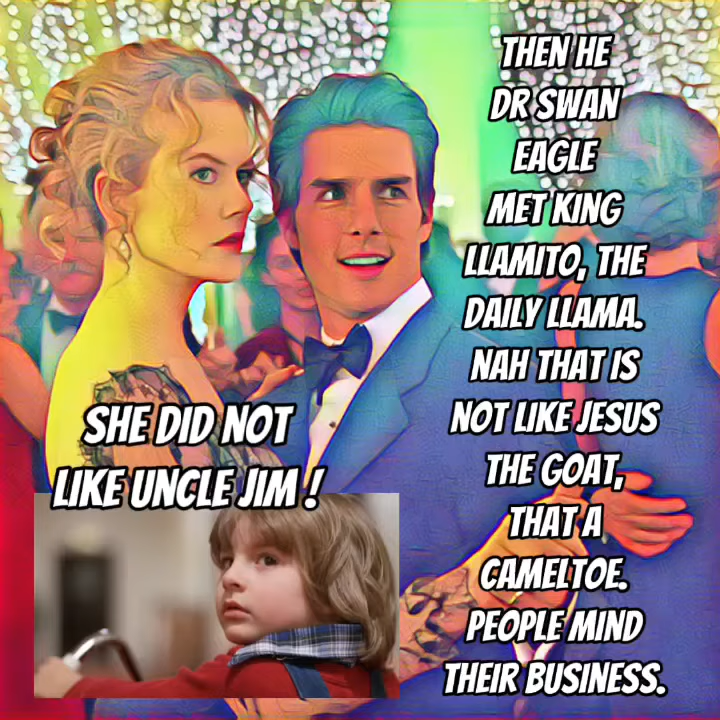 THEN HE
DR SWAN
EAGLE
MET KING
LLAMITO, THE
DAILY LLAMA.
NAH THAT IS
NOT LIKE JESUS
THE GOAT,
THAT A
CAMELTOE.
PEOPLE MIND
THEIR BUSINESS.
SHE DID NOT
LIKE UNCLE JIM !